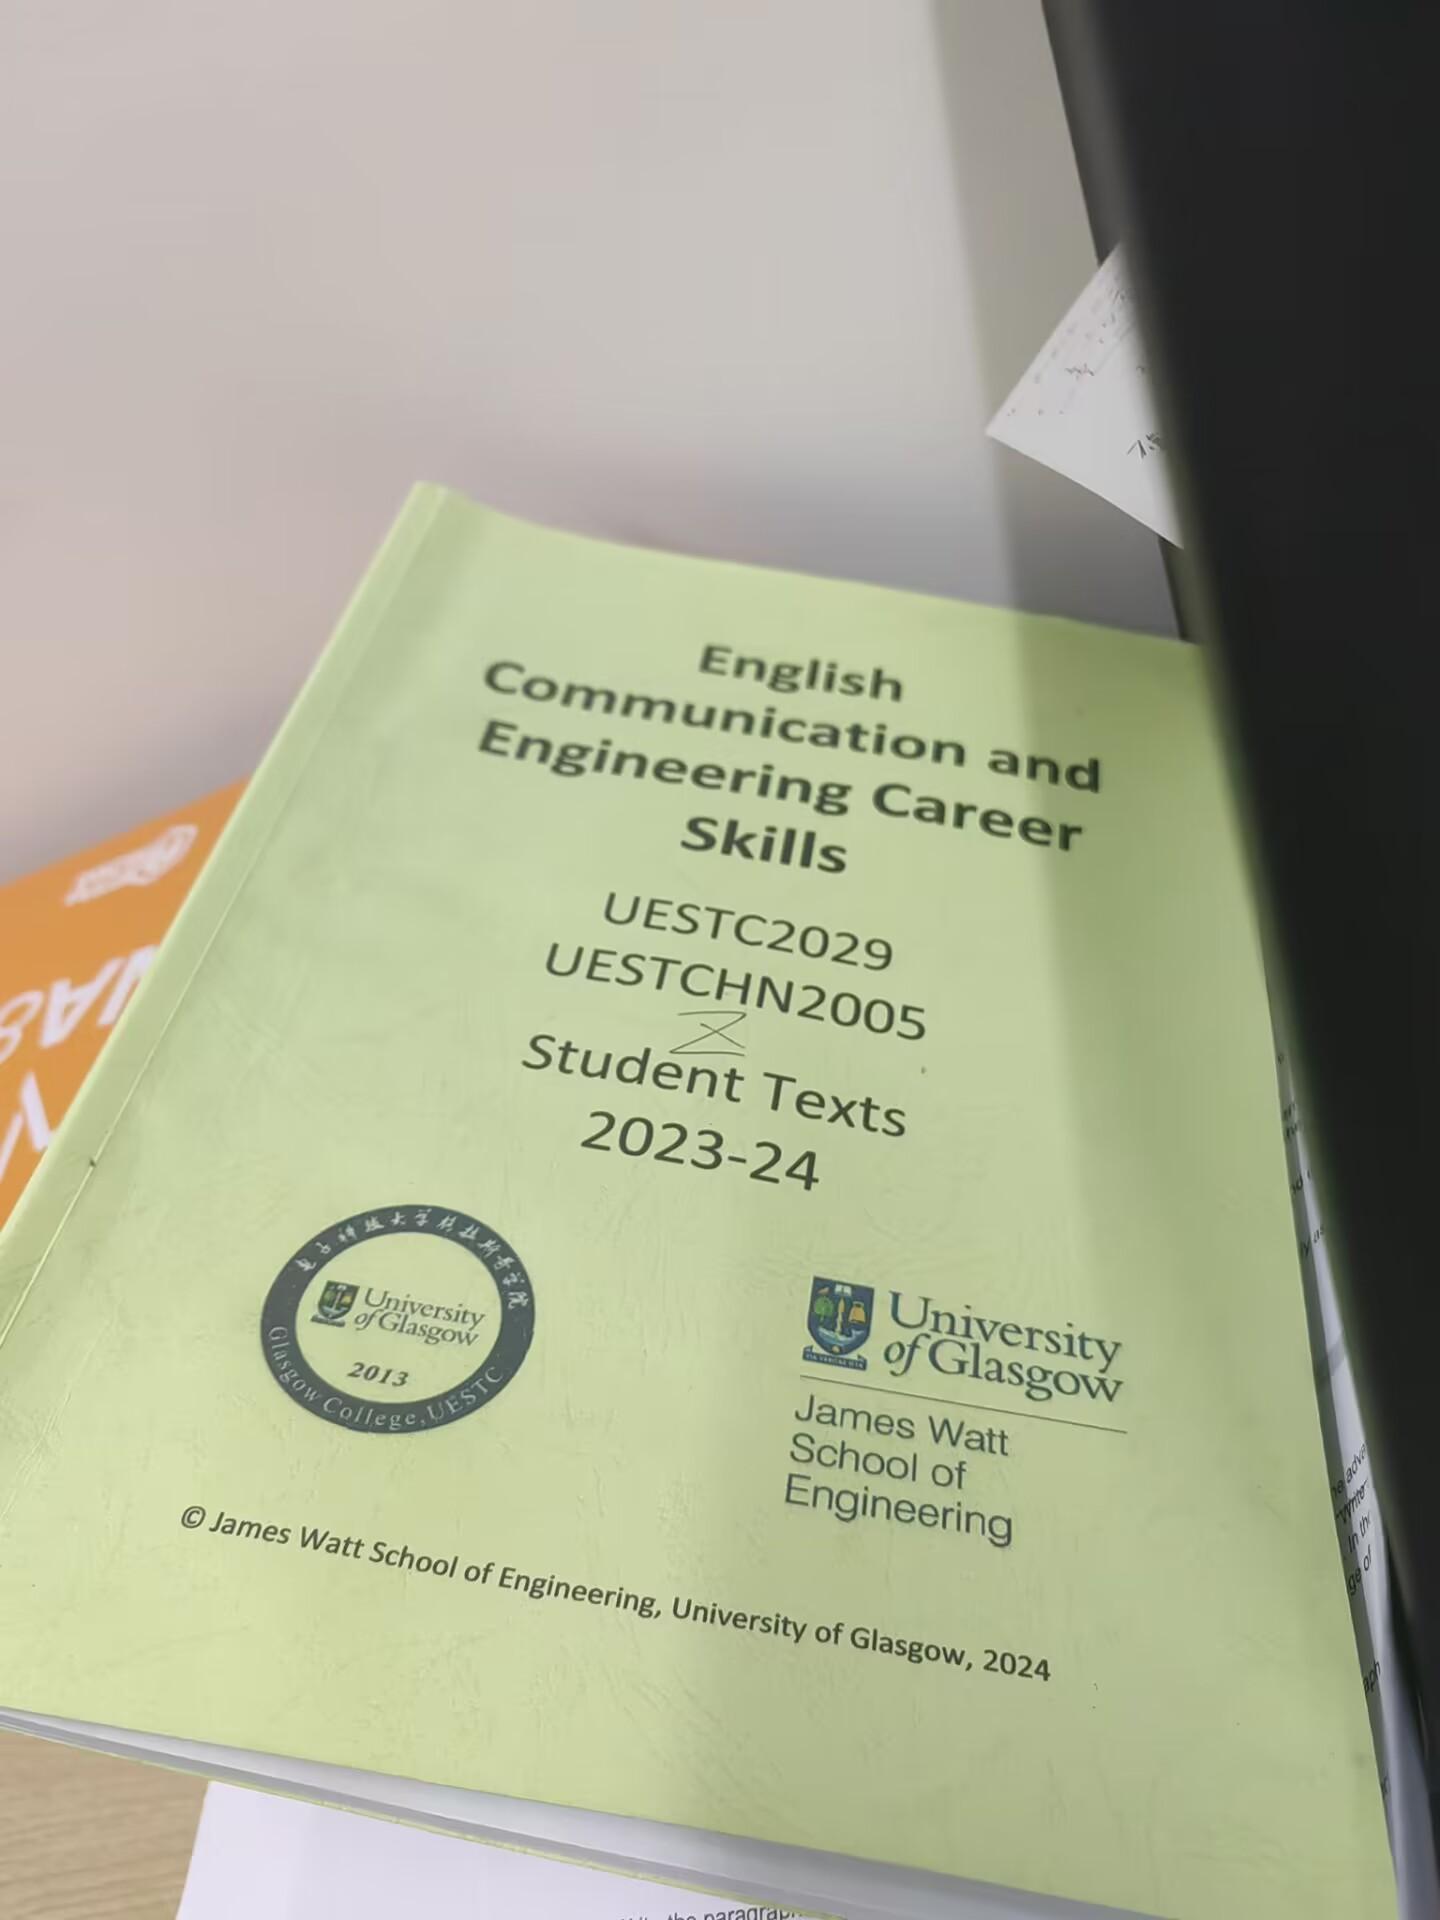 English
Communication and
Engineering Career
Skills
UESTC2029
UESTCHN2005
Student Texts
2023-24
电子科技大学格拉斯哥学院
University
of Glasgow
2013
Glasgow College, UESTC
University
of Glasgow
James Watt
School of
Engineering
© James Watt School of Engineering, University of Glasgow, 2024
the paragraph